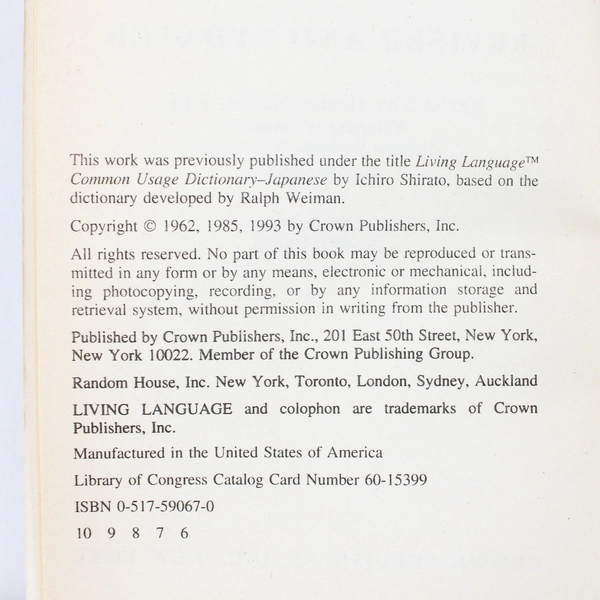 This work was previously published under the title Living Language™
Common Usage Dictionary–Japanese by Ichiro Shirato, based on the
dictionary developed by Ralph Weiman.
Copyright © 1962, 1985, 1993 by Crown Publishers, Inc.
All rights reserved. No part of this book may be reproduced or trans-
mitted in any form or by any means, electronic or mechanical, includ-
ing photocopying, recording, or by any information storage and
retrieval system, without permission in writing from the publisher.
Published by Crown Publishers, Inc., 201 East 50th Street, New York,
New York 10022. Member of the Crown Publishing Group.
Random House, Inc. New York, Toronto, London, Sydney, Auckland
LIVING LANGUAGE and colophon are trademarks of Crown
Publishers, Inc.
Manufactured in the United States of America
Library of Congress Catalog Card Number 60-15399
ISBN 0-517-59067-0
10 9 8 7 6